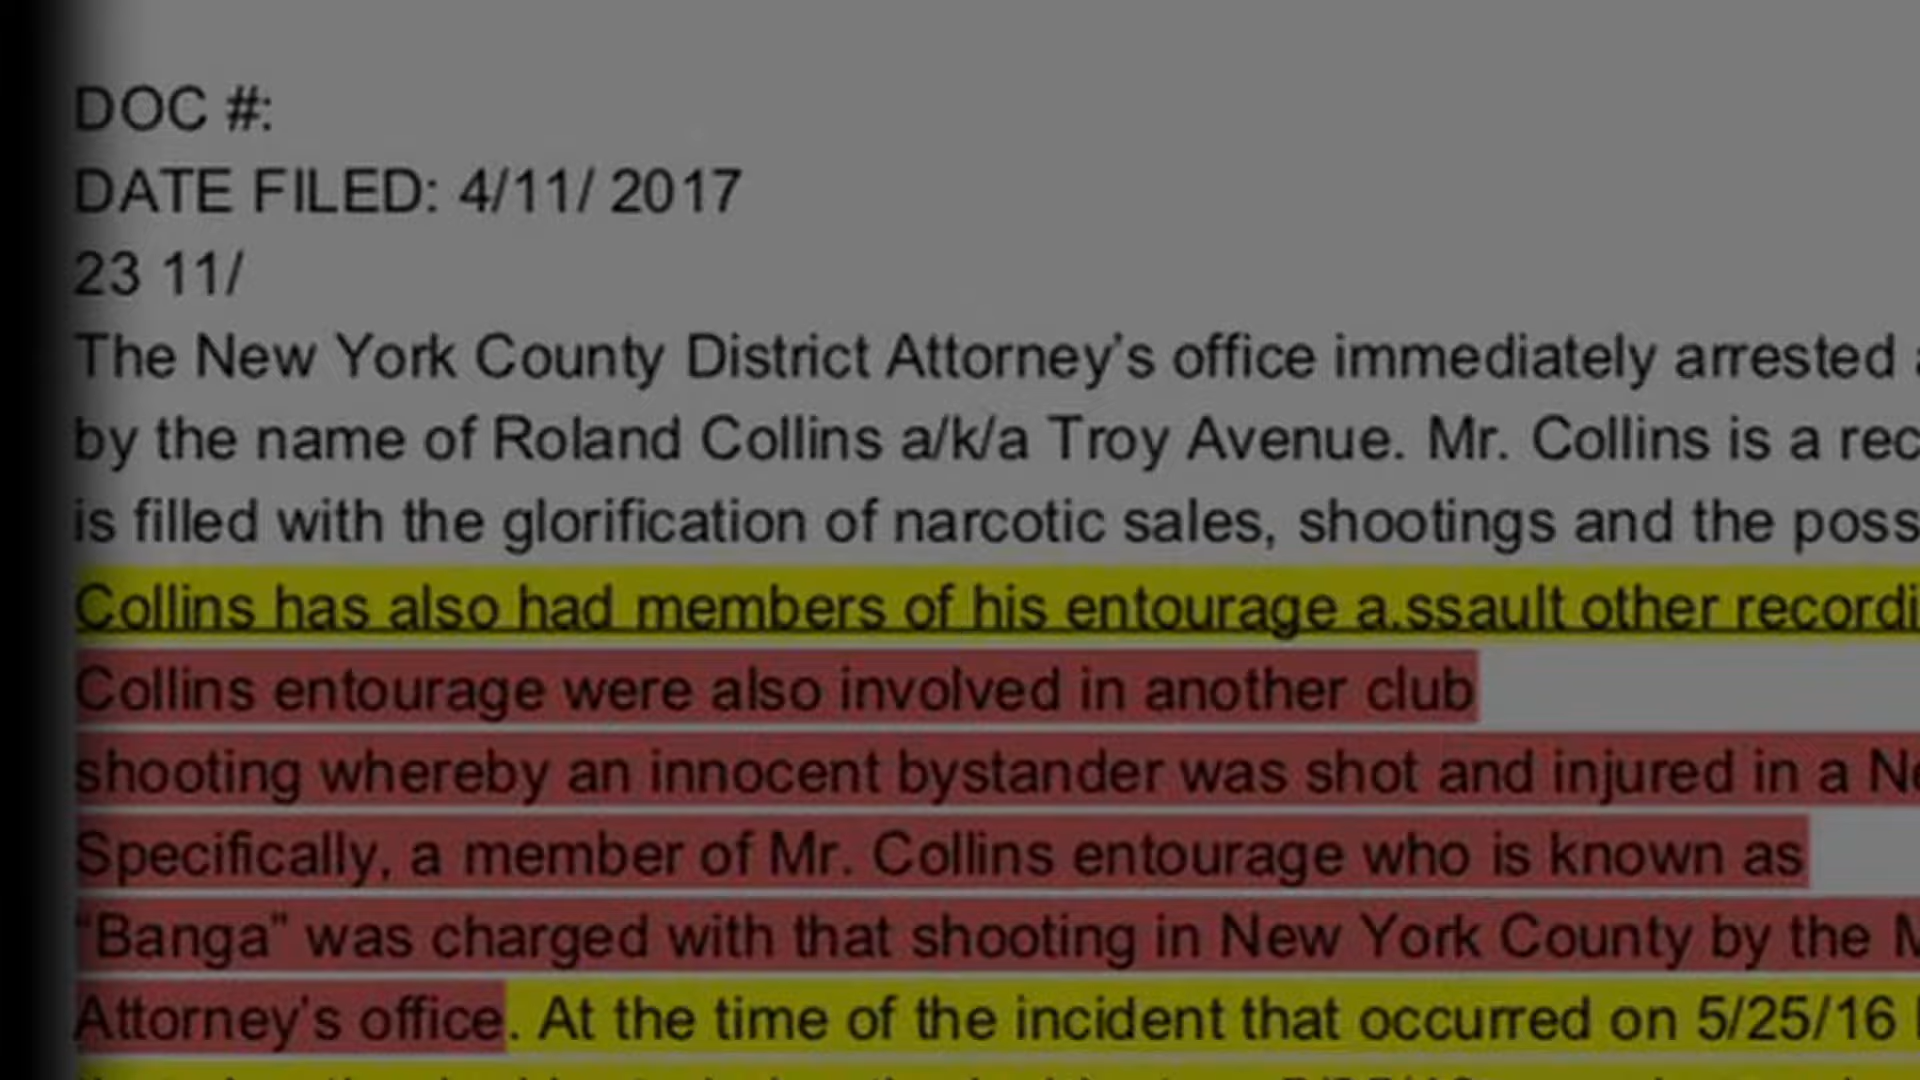 DOC #:
DATE FILED: 4/11/ 2017
23 11/
The New York County District Attorney's office immediately arrested
by the name of Roland Collins a/k/a Troy Avenue. Mr. Collins is a rec
is filled with the glorification of narcotic sales, shootings and the poss
Collins has also had members of his entourage a.ssault other recordi
Collins entourage were also involved in another club
shooting whereby an innocent bystander was shot and injured in a Ne
Specifically, a member of Mr. Collins entourage who is known as
“Banga” was charged with that shooting in New York County by the M
Attorney's office. At the time of the incident that occurred on 5/25/16